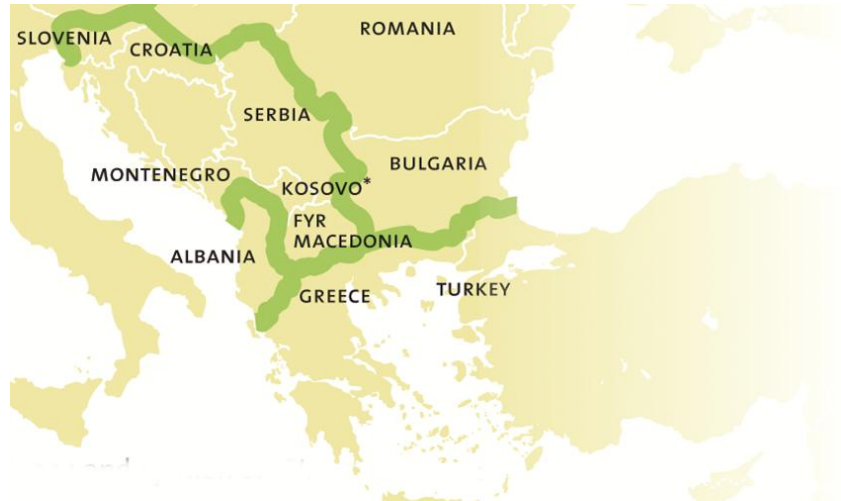 ROMANIA
SLOVENIA
CROATIA
SERBIA
BULGARIA
MONTENEGRO
KOSOVO*
FYR
MACEDONIA
ALBANIA
GREECE
TURKEY